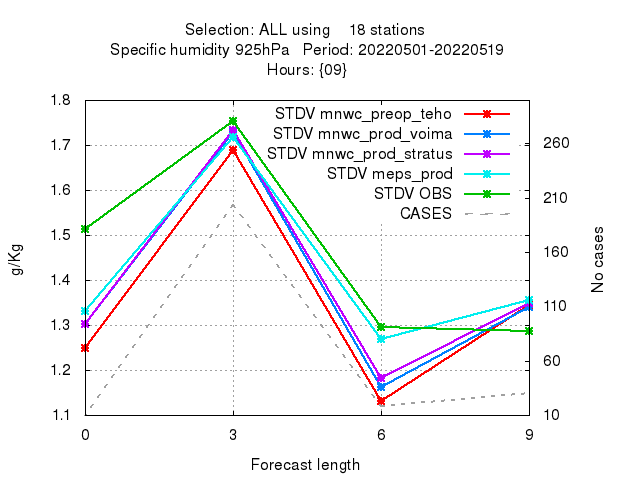 Selection: ALL using    18 stations
Specific humidity 925hPa   Period: 20220501-20220519
Hours: {09}
STDV mnwc_preop_teho
STDV mnwc_prod_voima
STDV mnwc_prod_stratus
STDV meps_prod
STDV OBS
CASES
g/Kg
1.8
1.7
1.6
1.5
1.4
1.3
1.2
1.1
260
210
160
110
60
10
No cases
0 3 6 9
Forecast length